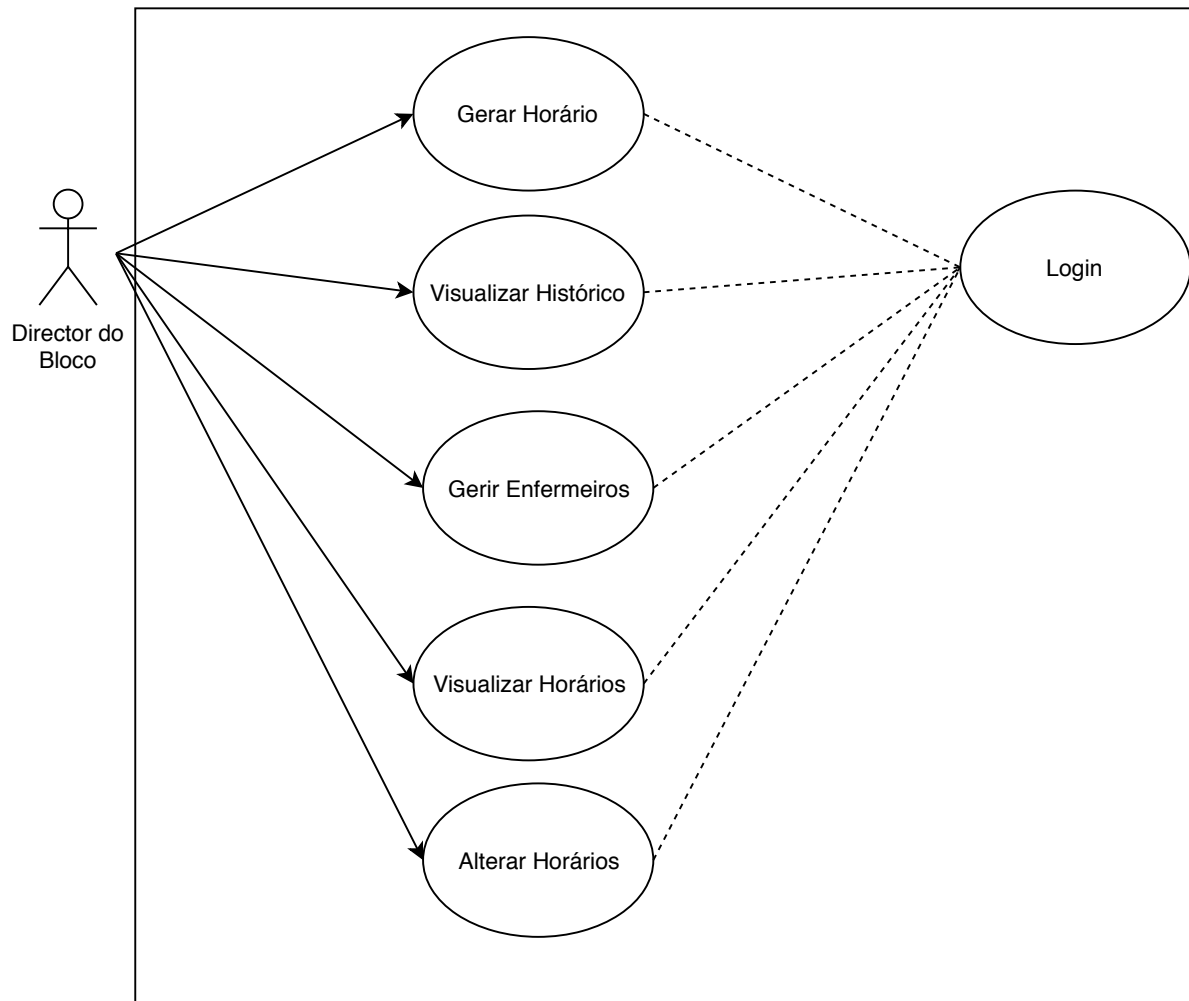 Gerar Horário
Visualizar Histórico
Login
Director do
Bloco
Gerir Enfermeiros
Visualizar Horários
Alterar Horários